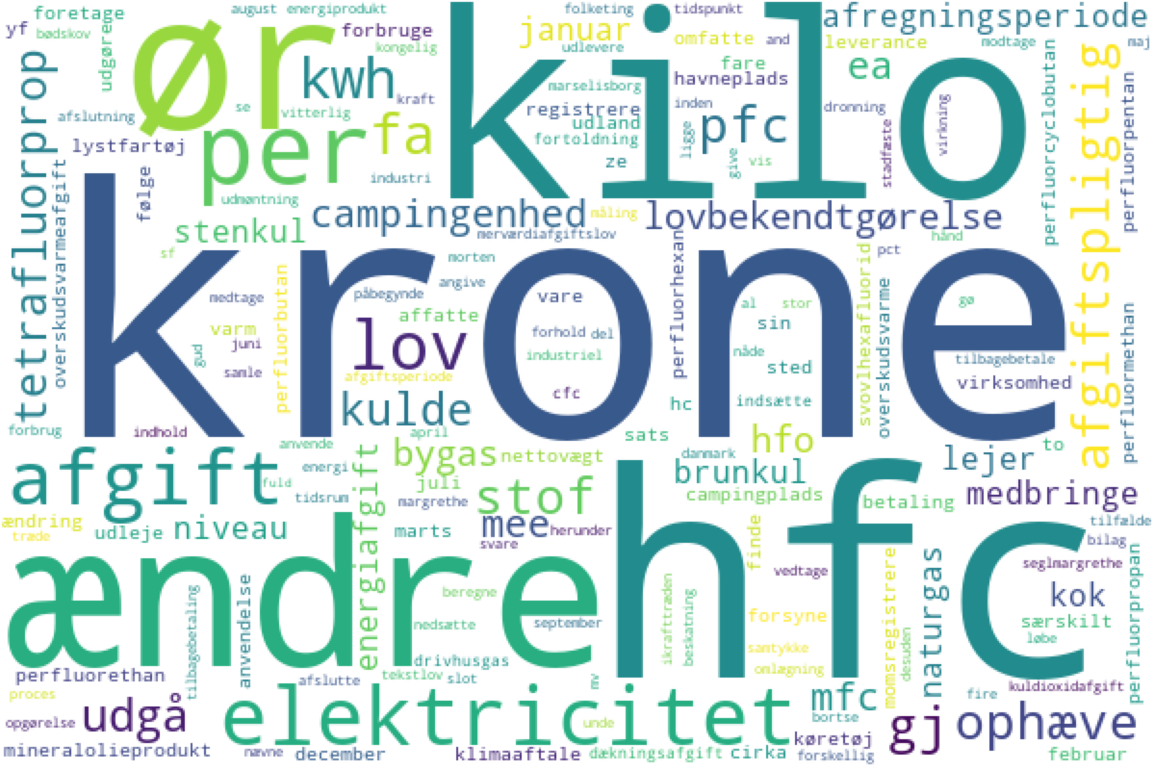 foretage
august
energiprodukt
folketing
tidspunkt
afregningsperiode
yf
bødskov
udgøre
ør
forbruge
kongelig
kilo
januar
udlevere
omfatte
and
leverance
modtage
maj
kwh
kraft
fare
havneplads
ea
afslutning
se
vitterlig
marselisborg
registrere
inden
dronning
virkning
lystfartøj
per
fa
udland
fortoldning
ze
pfc
ligge
give
vis
stadfæste
tetrafluorprop
overskudsvarmeafgift
følge
industri
udmøntning
perfluorcyclobutan
afgiftspligtig
perfluorpentan
campingenhed
måling
lovbekendtgørelse
stenkul
sf
merværdiafgiftslov
hånd
pct
krone
morten
angive
medtage
påbegynde
vare
al
stor
gø
perfluorbutan
perfluorhexan
svovlhexafluorid
overskudsvarme
perfluormethan
varm
juni
gud
samle
affatte
lov
forhold
del
sin
nåde
industriel
sted
tilbagebetale
afgiftsperiode
cfc
virksomhed
kulde
hc
indsætte
forbrug
indhold
anvende
april
sats
hfo
to
afgift
energi
bygas
nettovægt
danmark
brunkul
lejer
fuld
tidsrum
energiafgift
juli
margrethe
stof
campingplads
betaling
medbringe
ændring
træde
udleje
niveau
marts
mee
herunder
svare
finde
tilfælde
bilag
ændre
hfc
vedtage
seglmargrethe
tilbagebetaling
anvendelse
beregne
nedsætte
september
ikrafttræden
beskatning
forsyne
momsregistrere
desuden
naturgas
kok
særskilt
løbe
perfluorpropan
samtykke
omlægning
perfluorethan
proces
drivhusgas
tekstlov
slot
afslutte
mv
fire
kuldioxidafgift
opgørelse
udgå
elektricitet
unde
mfc
bortse
gj
ophæve
køretøj
mineralolieprodukt
nævne
december
klimaaftale
dækningsafgift
cirka
forskellig
februar